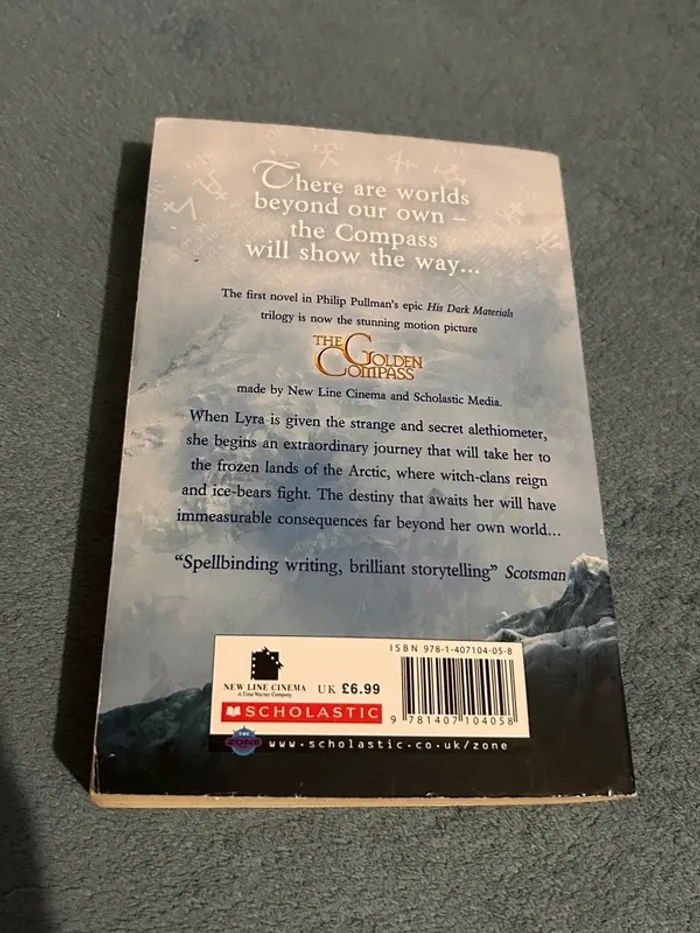 There are worlds
beyond our own –
the Compass
will show the way...
The first novel in Philip Pullman's epic His Dark Materials
trilogy is now the stunning motion picture
THE GOLDEN
COMPASS
made by New Line Cinema and Scholastic Media.
When Lyra is given the strange and secret alethiometer,
she begins an extraordinary journey that will take her to
the frozen lands of the Arctic, where witch-clans reign
and ice-bears fight. The destiny that awaits her will have
immeasurable consequences far beyond her own world...
“Spellbinding writing, brilliant storytelling” Scotsman
ISBN 978-1-407104-05-8
NEW LINE CINEMA
A Time Warner Company
UK £6.99
SCHOLASTIC
9 781407 104058
THE ZONE
www.scholastic.co.uk/zone